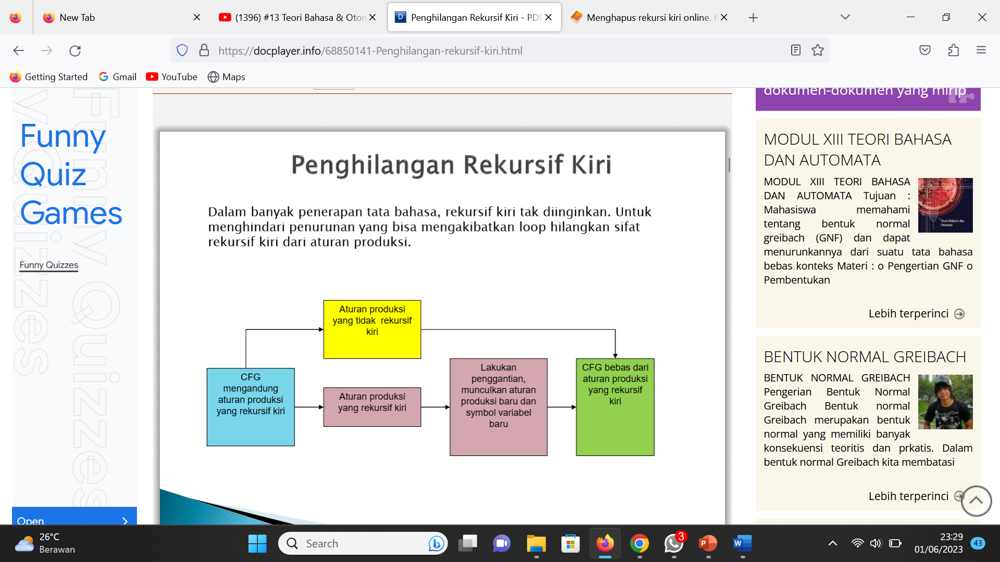 New Tab
(1396) #13 Teori Bahasa & Oton
Penghilangan Rekursif Kiri - PDF
Menghapus rekursi kiri online. P
https://docplayer.info/68850141-Penghilangan-rekursif-kiri.html
Getting Started
Gmail
YouTube
Maps
Funny
Quiz
Games
Funny Quizzes
Funny Quizzes
Open
Penghilangan Rekursif Kiri
Dalam banyak penerapan tata bahasa, rekursif kiri tak diinginkan. Untuk
menghindari penurunan yang bisa mengakibatkan loop hilangkan sifat
rekursif kiri dari aturan produksi.
Aturan produksi
yang tidak rekursif
kiri
CFG
mengandung
aturan produksi
yang rekursif kiri
Aturan produksi
yang rekursif kiri
Lakukan
penggantian,
munculkan aturan
produksi baru dan
symbol variabel
baru
CFG bebas dari
aturan produksi
yang rekursif
kiri
dokumen-dokumen yang mirip
MODUL XIII TEORI BAHASA
DAN AUTOMATA
MODUL XIII TEORI BAHASA
DAN AUTOMATA Tujuan :
Mahasiswa memahami
tentang bentuk normal
greibach (GNF) dan dapat
menurunkannya dari suatu tata bahasa
bebas konteks Materi : o Pengertian GNF o
Pembentukan
Lebih terperinci
BENTUK NORMAL GREIBACH
BENTUK NORMAL GREIBACH
Pengerian Bentuk Normal
Greibach Bentuk normal
Greibach merupakan bentuk
normal yang memiliki banyak
konsekuensi teoritis dan prkatis. Dalam
bentuk normal Greibach kita membatasi
Lebih terperinci
26°C
Berawan
Search
3
23:29
01/06/2023
43